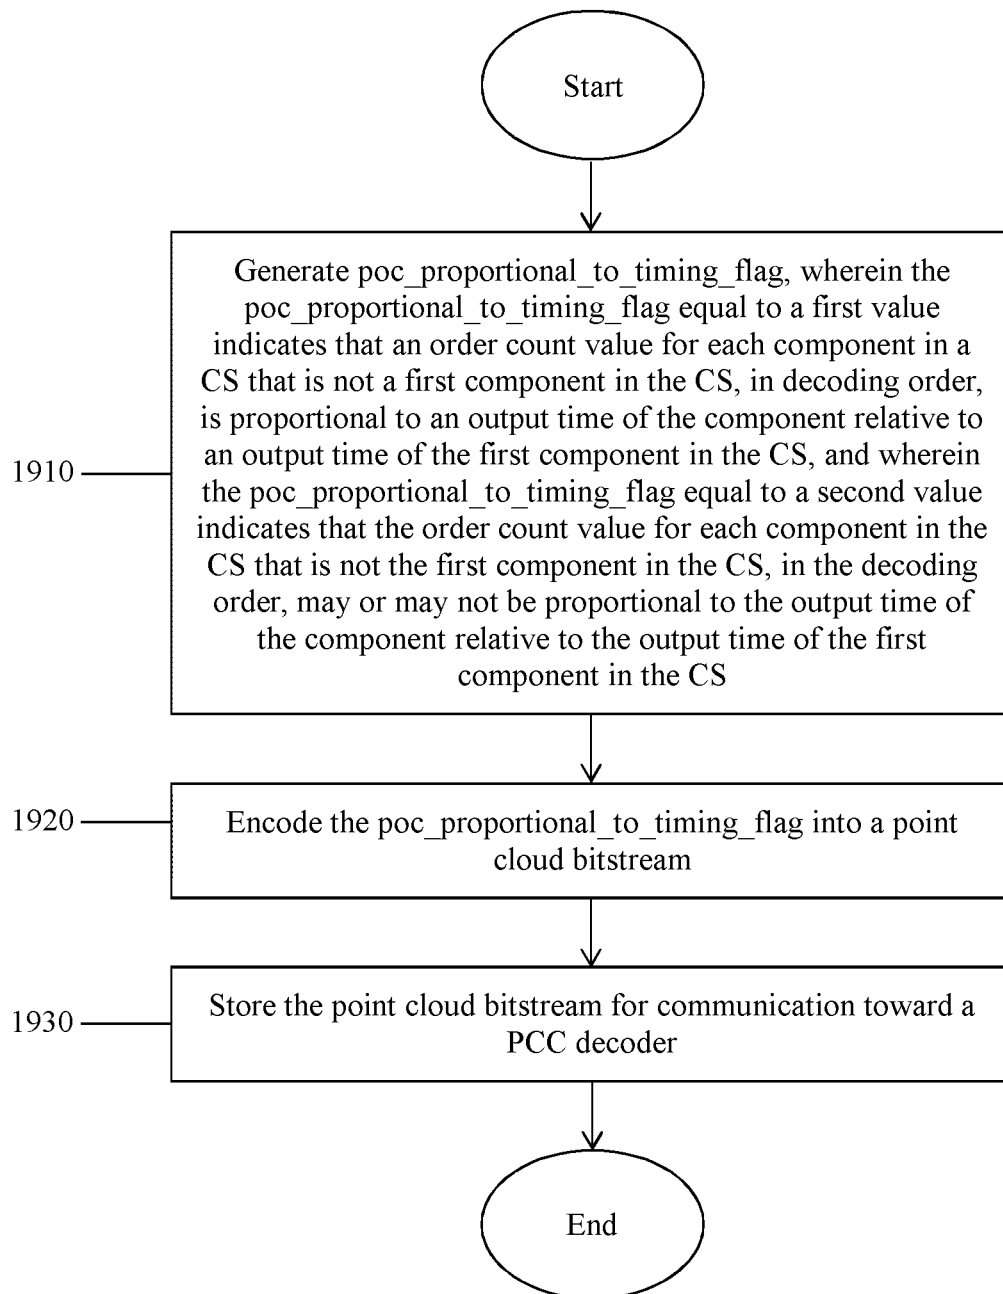 Start
Generate poc_proportional_to_timing_flag, wherein the
poc_proportional_to_timing_flag equal to a first value
indicates that an order count value for each component in a
CS that is not a first component in the CS, in decoding order,
is proportional to an output time of the component relative to
an output time of the first component in the CS, and wherein
the poc_proportional_to_timing_flag equal to a second value
indicates that the order count value for each component in the
CS that is not the first component in the CS, in the decoding
order, may or may not be proportional to the output time of
the component relative to the output time of the first
component in the CS
1910
Encode the poc_proportional_to_timing_flag into a point
cloud bitstream
1920
Store the point cloud bitstream for communication toward a
PCC decoder
1930
End